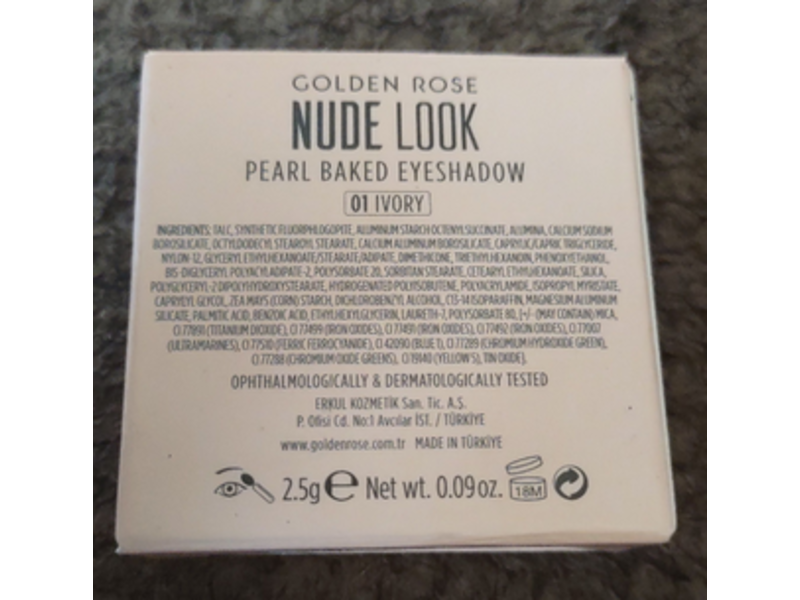 GOLDEN ROSE
NUDE LOOK
PEARL BAKED EYESHADOW
01 IVORY
INGREDIENTS: TALC, SYNTHETIC FLUORPHLOGOPITE, ALUMINUM STARCH OCTENYLSUCCINATE, ALUMINA, CALCIUM SODIUM
BOROSILICATE, OCTYLDODECYL STEAROYL STEARATE, CALCIUM ALUMINUM BOROSILICATE, CAPRYLIC/CAPRIC TRIGLYCERIDE,
NYLON-12, GLYCERYL ETHYLHEXANOATE/STEARATE/ADIPATE, DIMETHICONE, TRIETHYLHEXANOIN, PHENOXYETHANOL,
BIS-DIGLYCERYL POLYACYLADIPATE-2, POLYSORBATE 20, SORBITAN STEARATE, CETEARYL ETHYLHEXANOATE, SILICA,
POLYGLYCERYL-2 DIPOLYHYDROXYSTEARATE, HYDROGENATED POLYISOBUTENE, POLYACRYLAMIDE, ISOPROPYL MYRISTATE,
CAPRYLYL GLYCOL, ZEA MAYS (CORN) STARCH, DICHLOROBENZYL ALCOHOL, C13-14 ISOPARAFFIN, MAGNESIUM ALUMINUM
SILICATE, PALMITIC ACID, BENZOIC ACID, ETHYLHEXYLGLYCERIN, LAURETH-7, POLYSORBATE 80, [+/- (MAY CONTAIN) MICA,
CI 77891 (TITANIUM DIOXIDE), CI 77499 (IRON OXIDES), CI 77491 (IRON OXIDES), CI 77492 (IRON OXIDES), CI 77007
(ULTRAMARINES), CI 77510 (FERRIC FERROCYANIDE), CI 42090 (BLUE 1), CI 77289 (CHROMIUM HYDROXIDE GREEN),
CI 77288 (CHROMIUM OXIDE GREENS), CI 19140 (YELLOW 5), TIN OXIDE].
OPHTHALMOLOGICALLY & DERMATOLOGICALLY TESTED
ERKUL KOZMETİK San. Tic. A.Ş.
P. Ofisi Cd. No:1 Avcılar İST. / TÜRKİYE
www.goldenrose.com.tr MADE IN TÜRKİYE
2.5g e Net wt. 0.09 oz. 18M